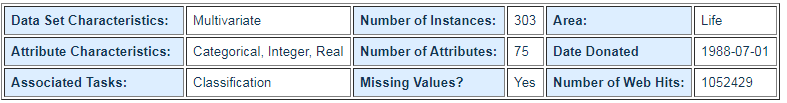 Data Set Characteristics: Multivariate Number of Instances: 303 Area: Life
Attribute Characteristics: Categorical, Integer, Real Number of Attributes: 75 Date Donated 1988-07-01
Associated Tasks: Classification Missing Values? Yes Number of Web Hits: 1052429